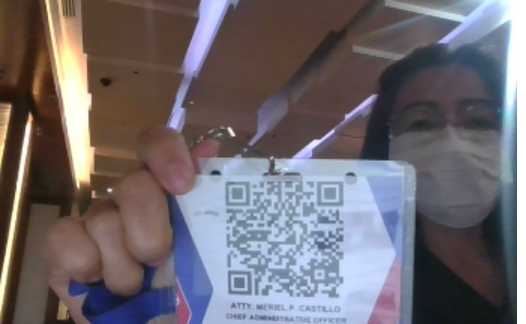 ATTY. MERIEL P. CASTILLO
CHIEF ADMINISTRATIVE OFFICER